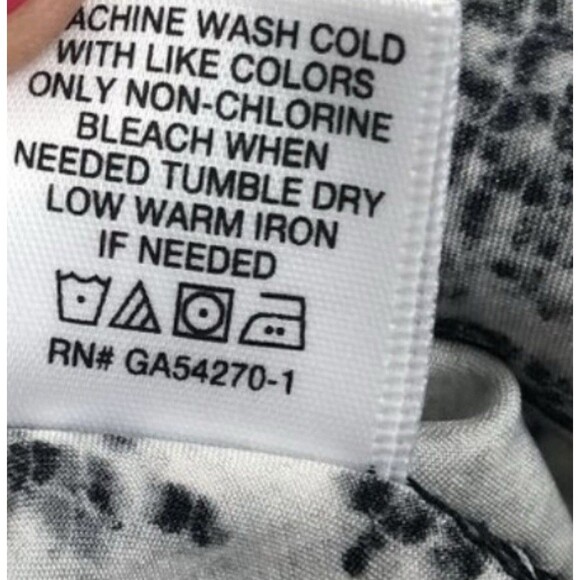 MACHINE WASH COLD
WITH LIKE COLORS
ONLY NON-CHLORINE
BLEACH WHEN
NEEDED TUMBLE DRY
LOW WARM IRON
IF NEEDED
RN# GA54270-1